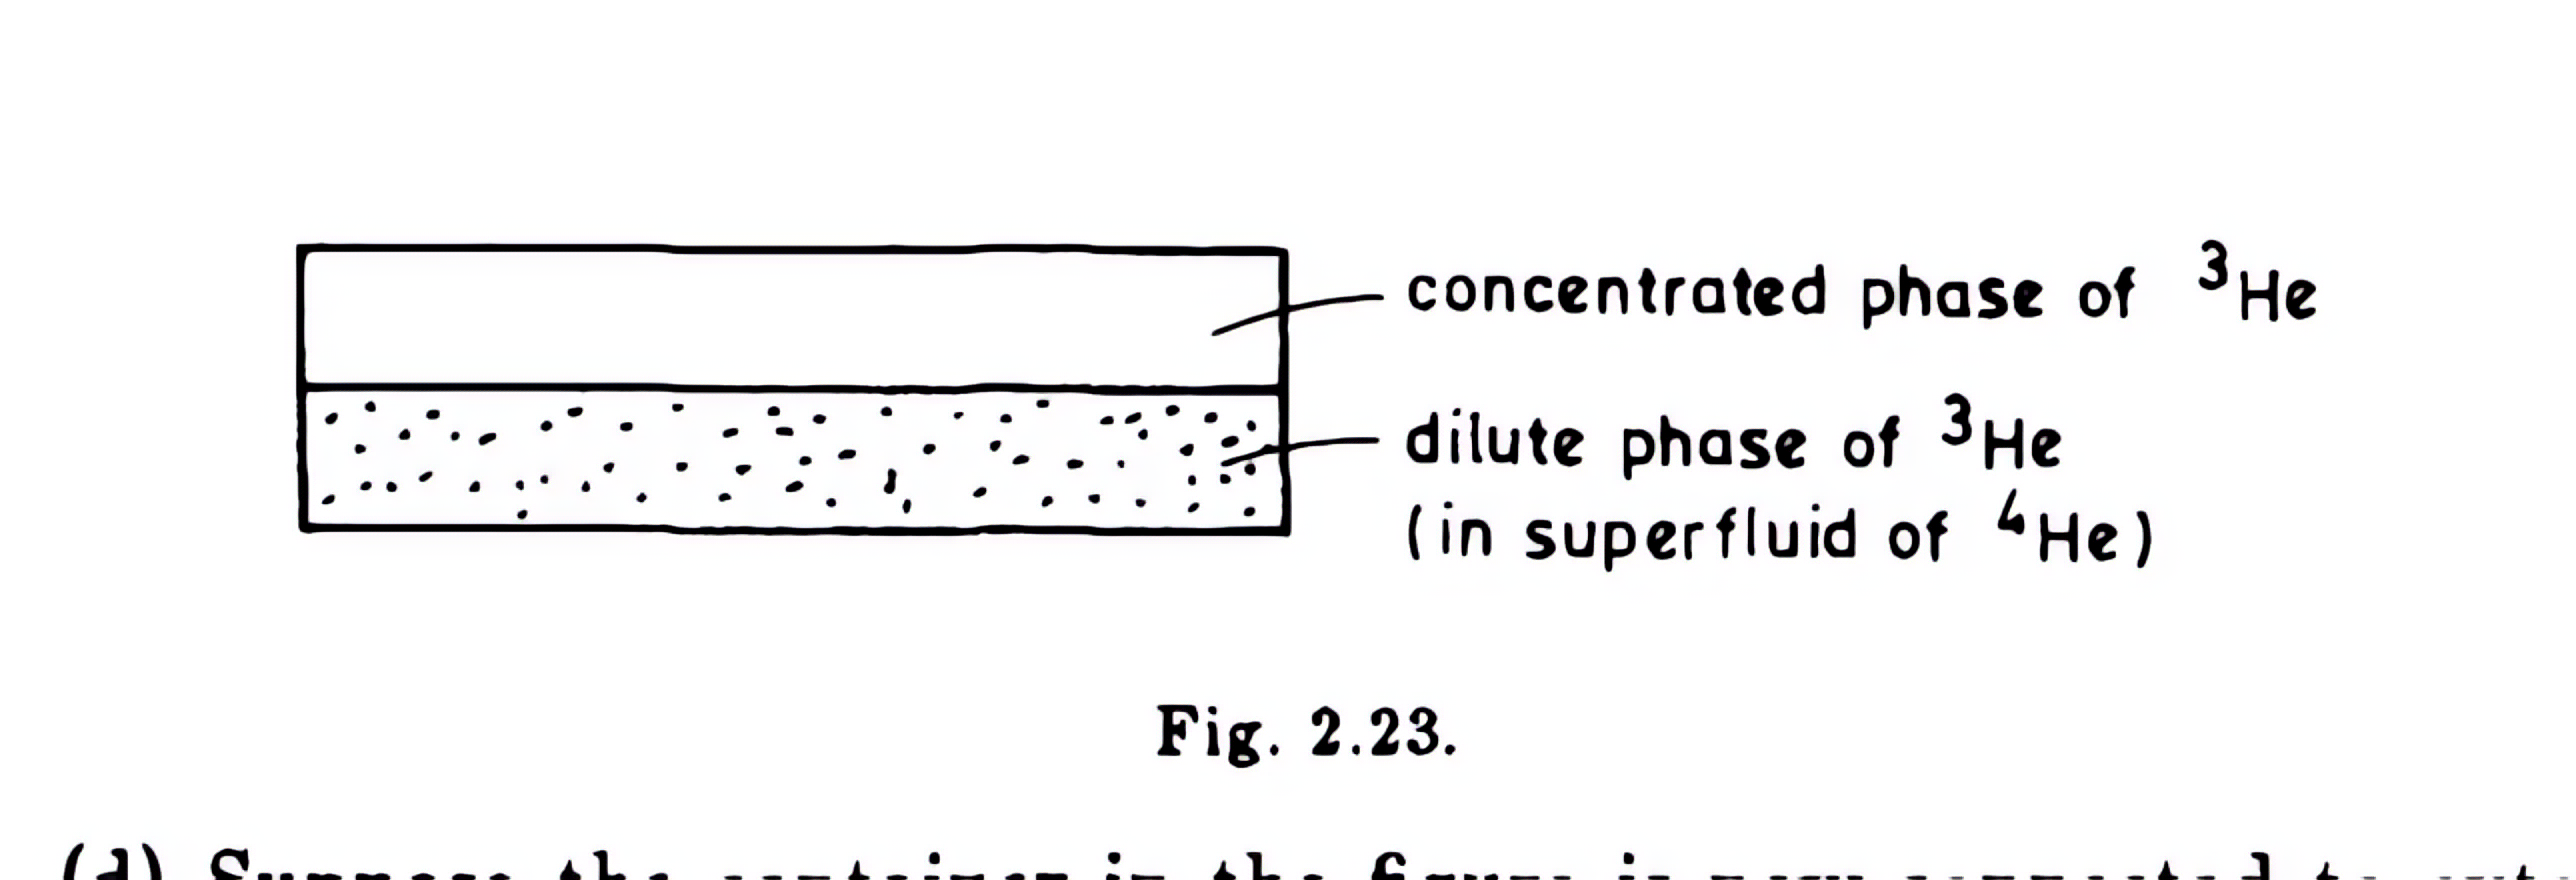 concentrated phase of ³He
dilute phase of ³He
(in superfluid of ⁴He)
Fig. 2.23.
(d) Suppose the container in the figure is now connected to